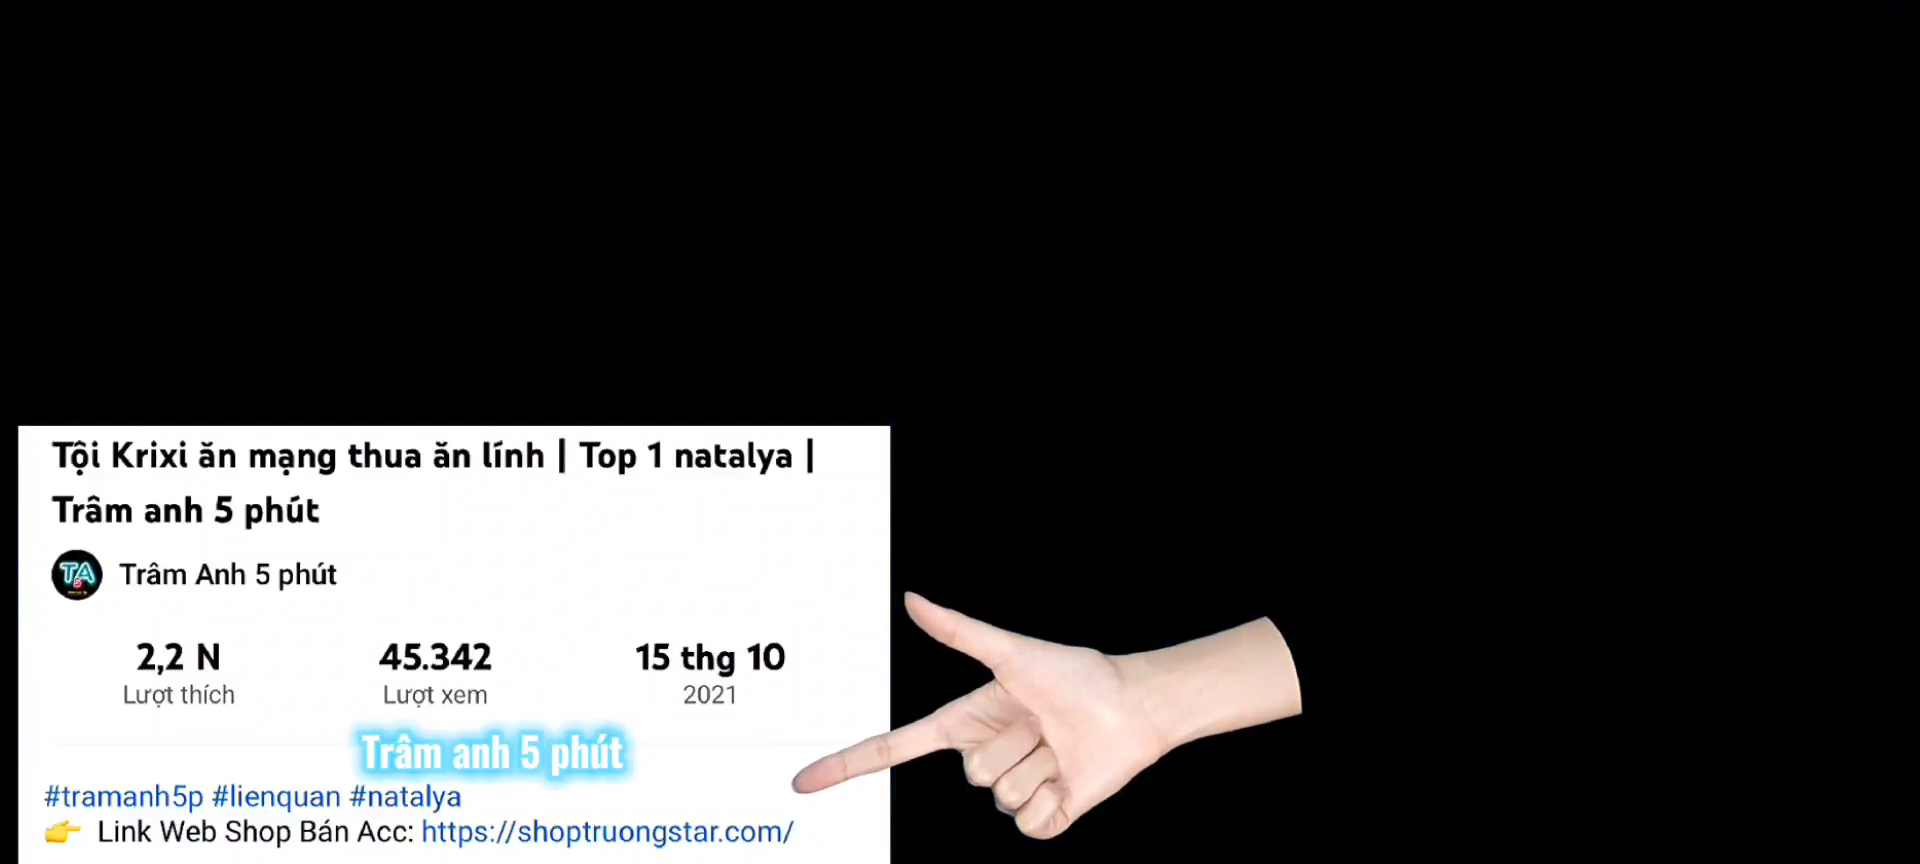 Tội Krixi ăn mạng thua ăn lính | Top 1 natalya |
Trâm anh 5 phút
TA
Trâm Anh 5 phút
2,2 N
45.342
15 thg 10
Lượt thích
Lượt xem
2021
Trâm anh 5 phút
#tramanh5p #lienquan #natalya
👉 Link Web Shop Bán Acc: https://shoptruongstar.com/